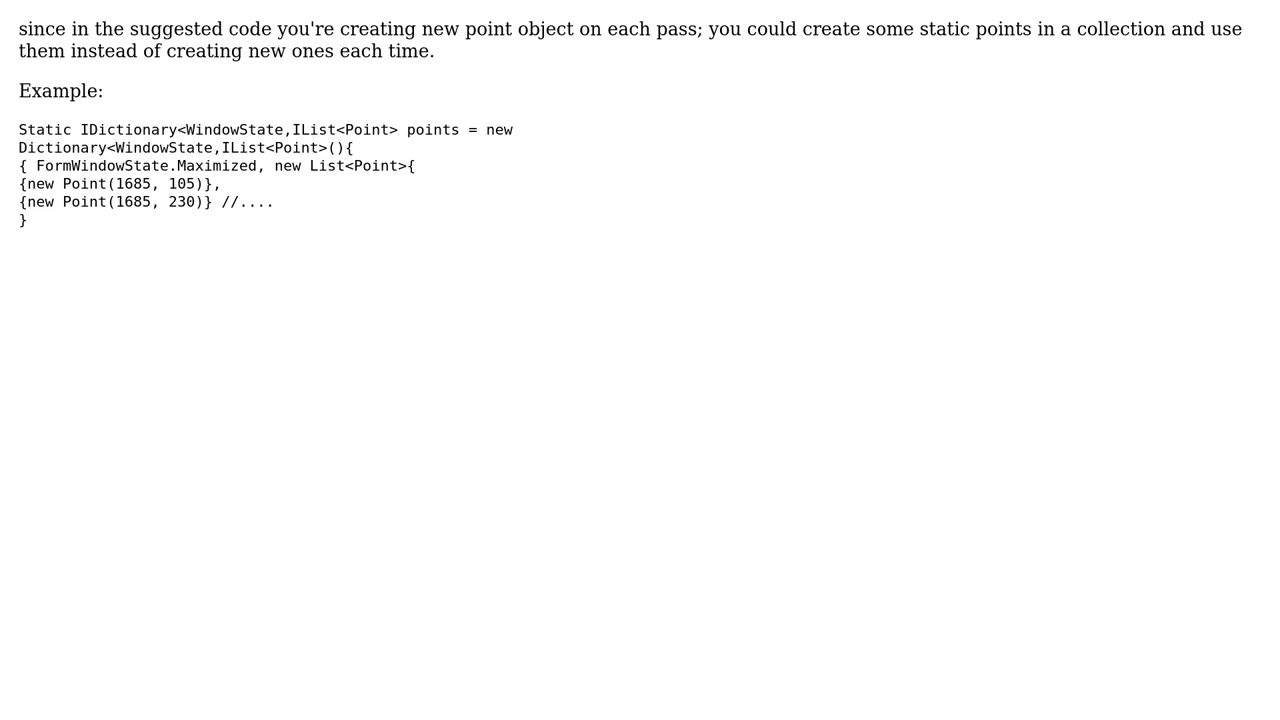 since in the suggested code you're creating new point object on each pass; you could create some static points in a collection and use
them instead of creating new ones each time.
Example:
Static IDictionary<WindowState,IList<Point> points = new
Dictionary<WindowState,IList<Point>(){
{ FormWindowState.Maximized, new List<Point>{
{new Point(1685, 105)},
{new Point(1685, 230)} //....
}